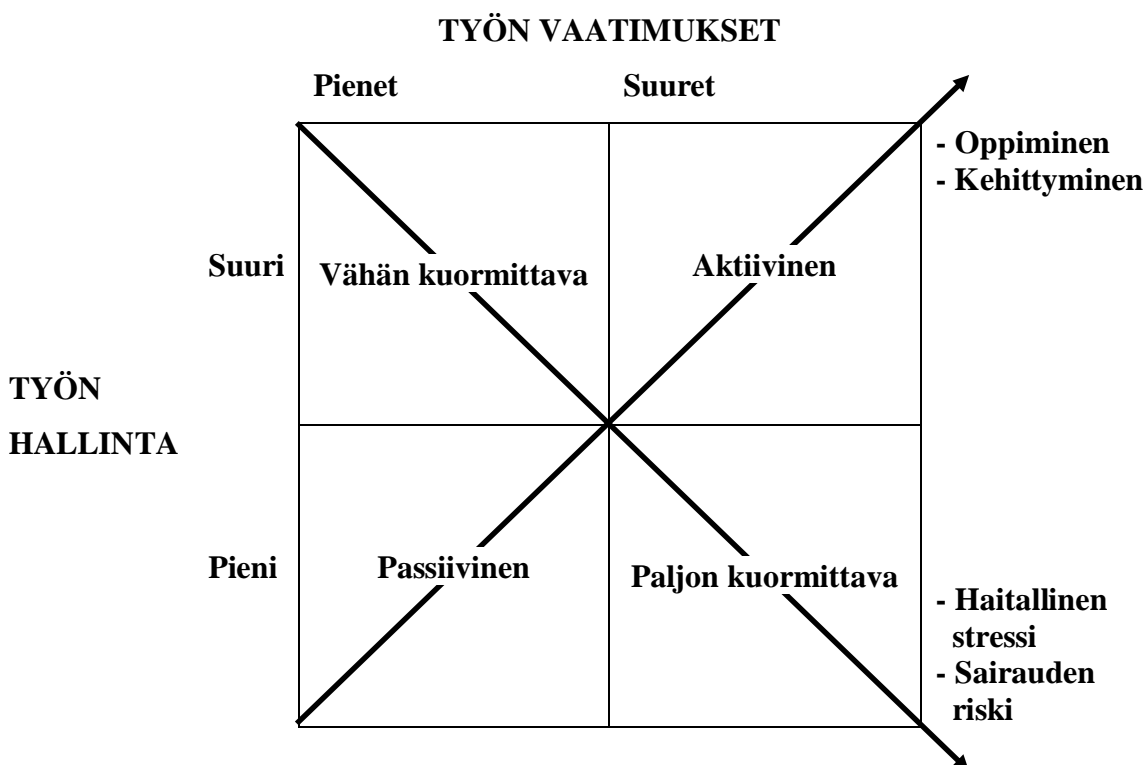 TYÖN VAATIMUKSET
Pienet Suuret
- Oppiminen
- Kehittyminen
Suuri Vähän kuormittava Aktiivinen
TYÖN
HALLINTA
Pieni Passiivinen Paljon kuormittava
- Haitallinen
stressi
- Sairauden
riski